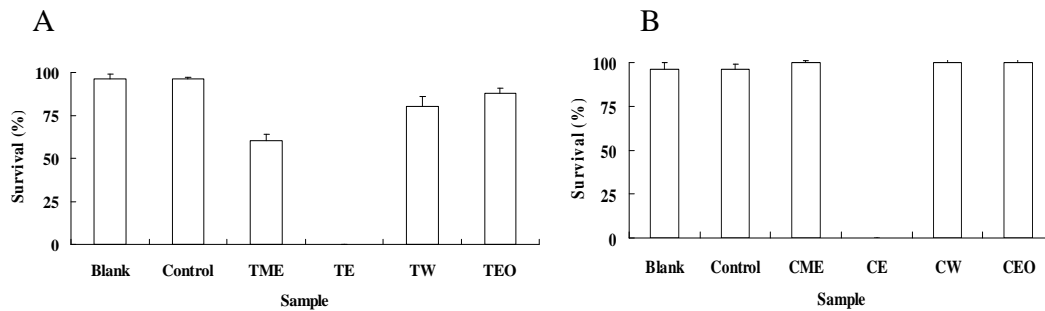 A
Survival (%)
100
75
50
25
0
Blank Control TME TE TW TEO
Sample
B
Survival (%)
100
75
50
25
0
Blank Control CME CE CW CEO
Sample